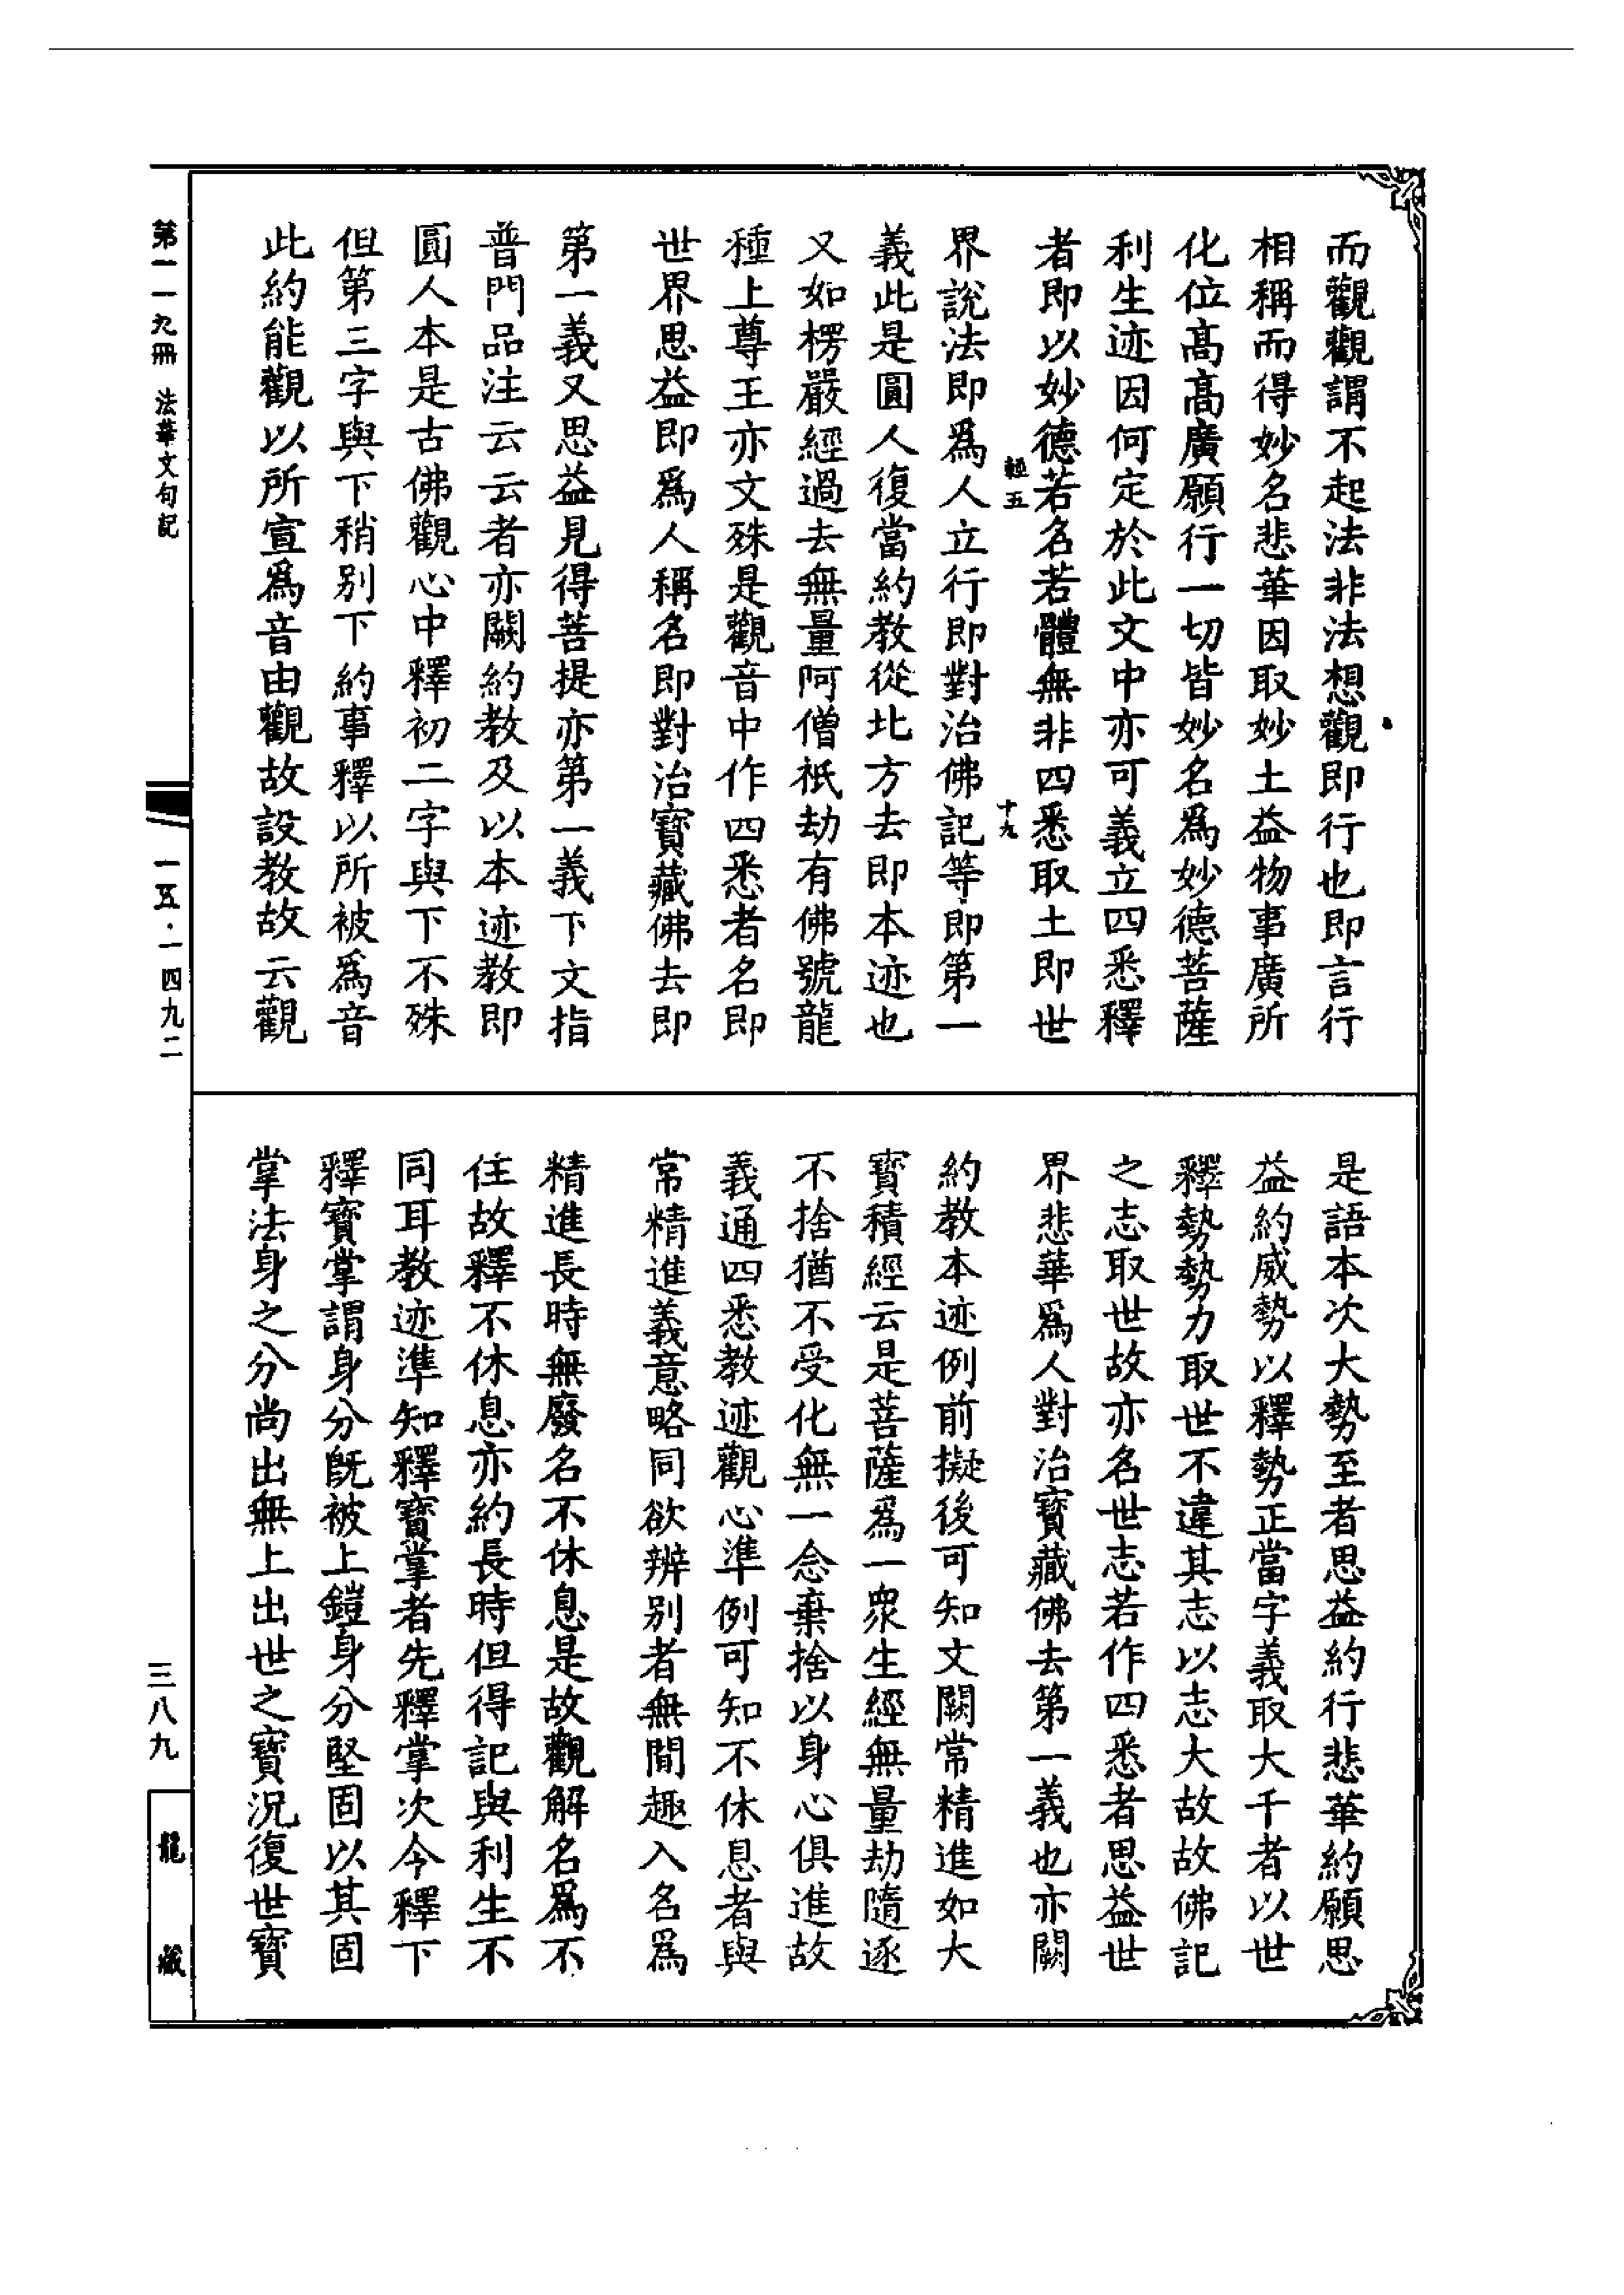 而觀觀謂不起法非法想觀即行也即言行
相稱而得妙名悲華因取妙土益物事廣所
化位高高廣願行一切皆妙名爲妙德菩薩
利生迹因何定於此文中亦可義立四悉釋
者即以妙德若名若體無非四悉取土即世
輕五 十九
界說法即爲人立行即對治佛記等即第一
義此是圓人復當約教從北方去即本迹也
又如楞嚴經過去無量阿僧祇劫有佛號龍
種上尊王亦文殊是觀音中作四悉者名即
世界思益即爲人稱名即對治寶藏佛去即
第一義又思益見得菩提亦第一義下文指
普門品注云云者亦闕約教及以本迹教即
圓人本是古佛觀心中釋初二字與下不殊
但第三字與下稍別下約事釋以所被爲音
此約能觀以所宣爲音由觀故設教故云觀
是語本次大勢至者思益約行悲華約願思
益約威勢以釋勢正當字義取大千者以世
釋勢勢力取世不違其志以志大故故佛記
之志取世故亦名世志若作四悉者思益世
界悲華爲人對治寶藏佛去第一義也亦闕
約教本迹例前擬後可知文闕常精進如大
寶積經云是菩薩爲一眾生經無量劫隨逐
不捨猶不受化無一念棄捨以身心俱進故
義通四悉教迹觀心準例可知不休息者與
常精進義意略同欲辨別者無間趣入名爲
精進長時無廢名不休息是故觀解名爲不
住故釋不休息亦約長時但得記與利生不
同耳教迹準知釋寶掌者先釋掌次今釋下
釋寶掌謂身分既被上鎧身分堅固以其固
掌法身之分尚出無上出世之寶況復世寶
第一一九冊 法華文句記
一五·一四九二
三八九
龍藏